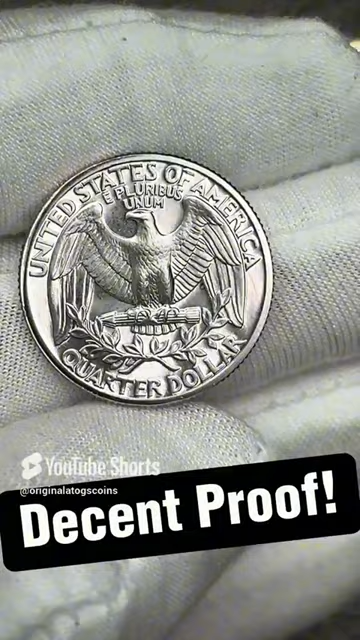 UNITED STATES OF AMERICA
E PLURIBUS
UNUM
QUARTER DOLLAR
YouTube Shorts
@originalatogscoins
Decent Proof!